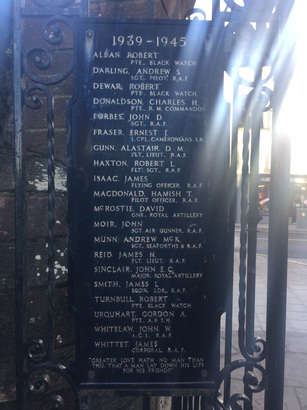 1939-1945
ALLAN ROBERT
PTE., BLACK WATCH
DARLING, ANDREW S.
SGT., PILOT, R.A.F.
DEWAR, ROBERT
PTE., BLACK WATCH
DONALDSON, CHARLES H.
PTE., R. M. COMMANDOS
FORBES, JOHN D.
SGT., R.A.F.
FRASER, ERNEST
L.CPL., CAMERONIANS S.R.
GUNN, ALASTAIR D. M.
FLT., LIEUT., R.A.F.
HAXTON, ROBERT L.
FLT., SGT., R.A.F.
ISAAC, JAMES
FLYING OFFICER, R.A.F.
MACDONALD, HAMISH T.
PILOT OFFICER, R.A.F.
McROSTIE, DAVID
GNR., ROYAL ARTILLERY
MOIR, JOHN
SGT. AIR GUNNER, R.A.F.
MUNN, ANDREW McK.
SGT., SEAFORTHS & R.A.F.
REID, JAMES H.
FLT., LIEUT., R.A.F.
SINCLAIR, JOHN E.C.
MAJOR, ROYAL ARTILLERY
SMITH, JAMES L.
SQDN., LDR., R.A.F.
TURNBULL, ROBERT
PTE., BLACK WATCH
URQUHART, GORDON A.
PTE., A. & S.H.
WHITELAW, JOHN W.
A.C.1., R.A.F.
WHITTET, JAMES
CORPORAL, R.A.F.
"GREATER LOVE HATH NO MAN THAN
THIS, THAT A MAN LAY DOWN HIS LIFE
FOR HIS FRIENDS"